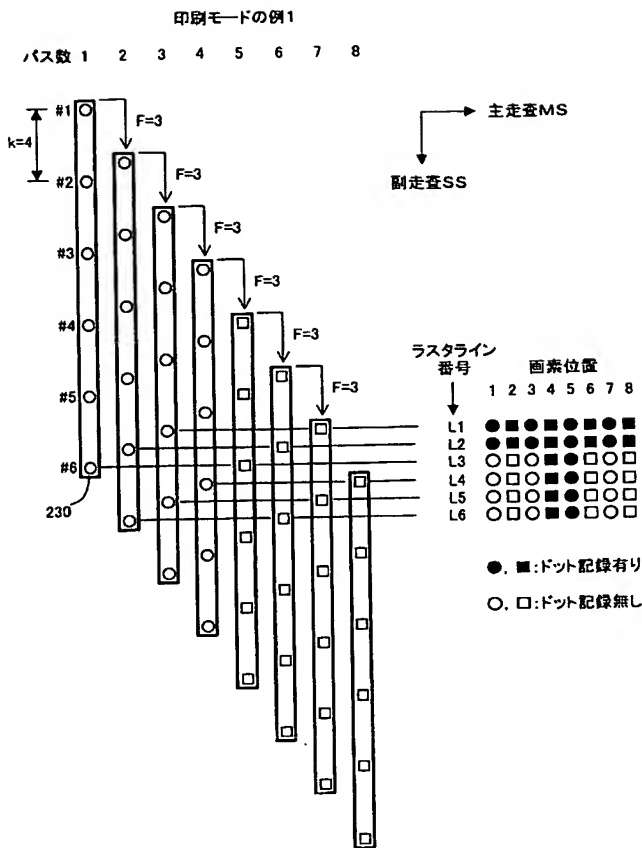 印刷モードの例1
パス数 1 2 3 4 5 6 7 8
#1
k=4
#2
#3
#4
#5
#6
230
F=3
F=3
F=3
F=3
F=3
F=3
主走査MS
副走査SS
ラスタライン
番号
画素位置
1 2 3 4 5 6 7 8
L1 ●■●■●■●■
L2 ●■●■●■●■
L3 ○□○■●□○□
L4 ○□○■●□○□
L5 ○□○■●□○□
L6 ○□○■●□○□
●, ■:ドット記録有り
○, □:ドット記録無し